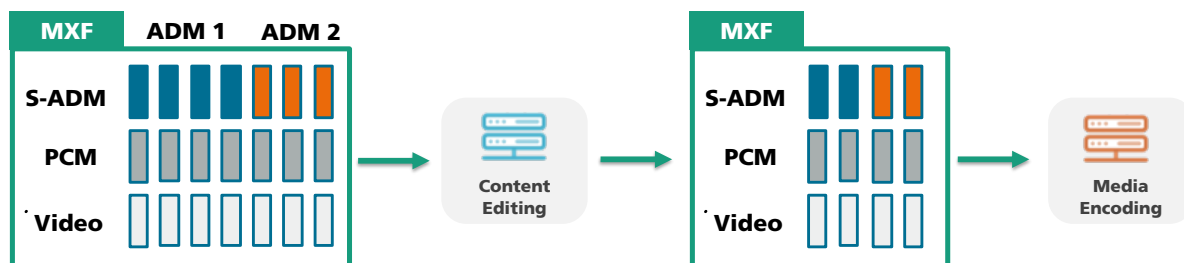 MXF ADM 1 ADM 2 MXF
S-ADM S-ADM
PCM PCM
Content
Editing
Media
Encoding
Video Video